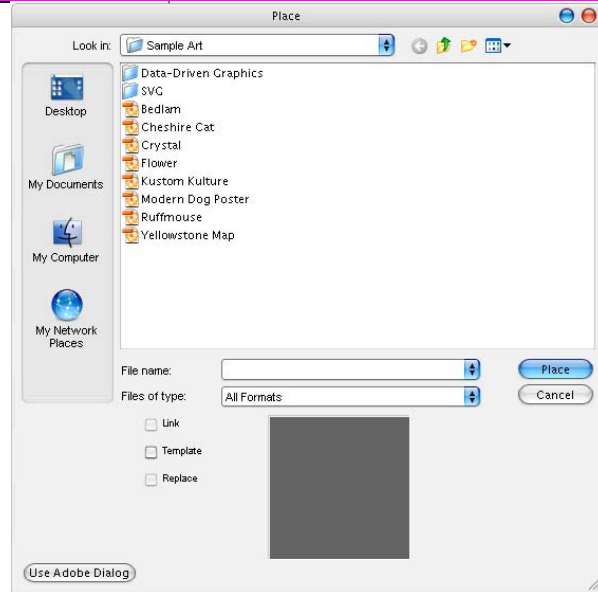 Place
Look in:
Sample Art
Desktop
My Documents
My Computer
My Network
Places
Data-Driven Graphics
SVG
Bedlam
Cheshire Cat
Crystal
Flower
Kustom Kulture
Modern Dog Poster
Ruffmouse
Yellowstone Map
File name:
Place
Files of type:
All Formats
Cancel
Link
Template
Replace
Use Adobe Dialog